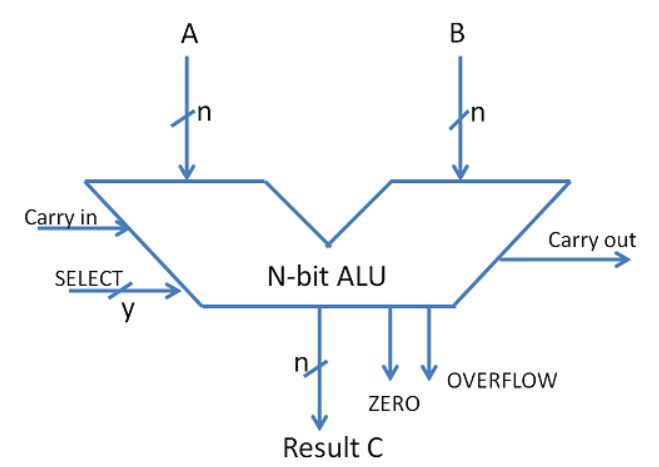 A
B
n
n
Carry in
Carry out
SELECT
N-bit ALU
y
n
OVERFLOW
ZERO
Result C